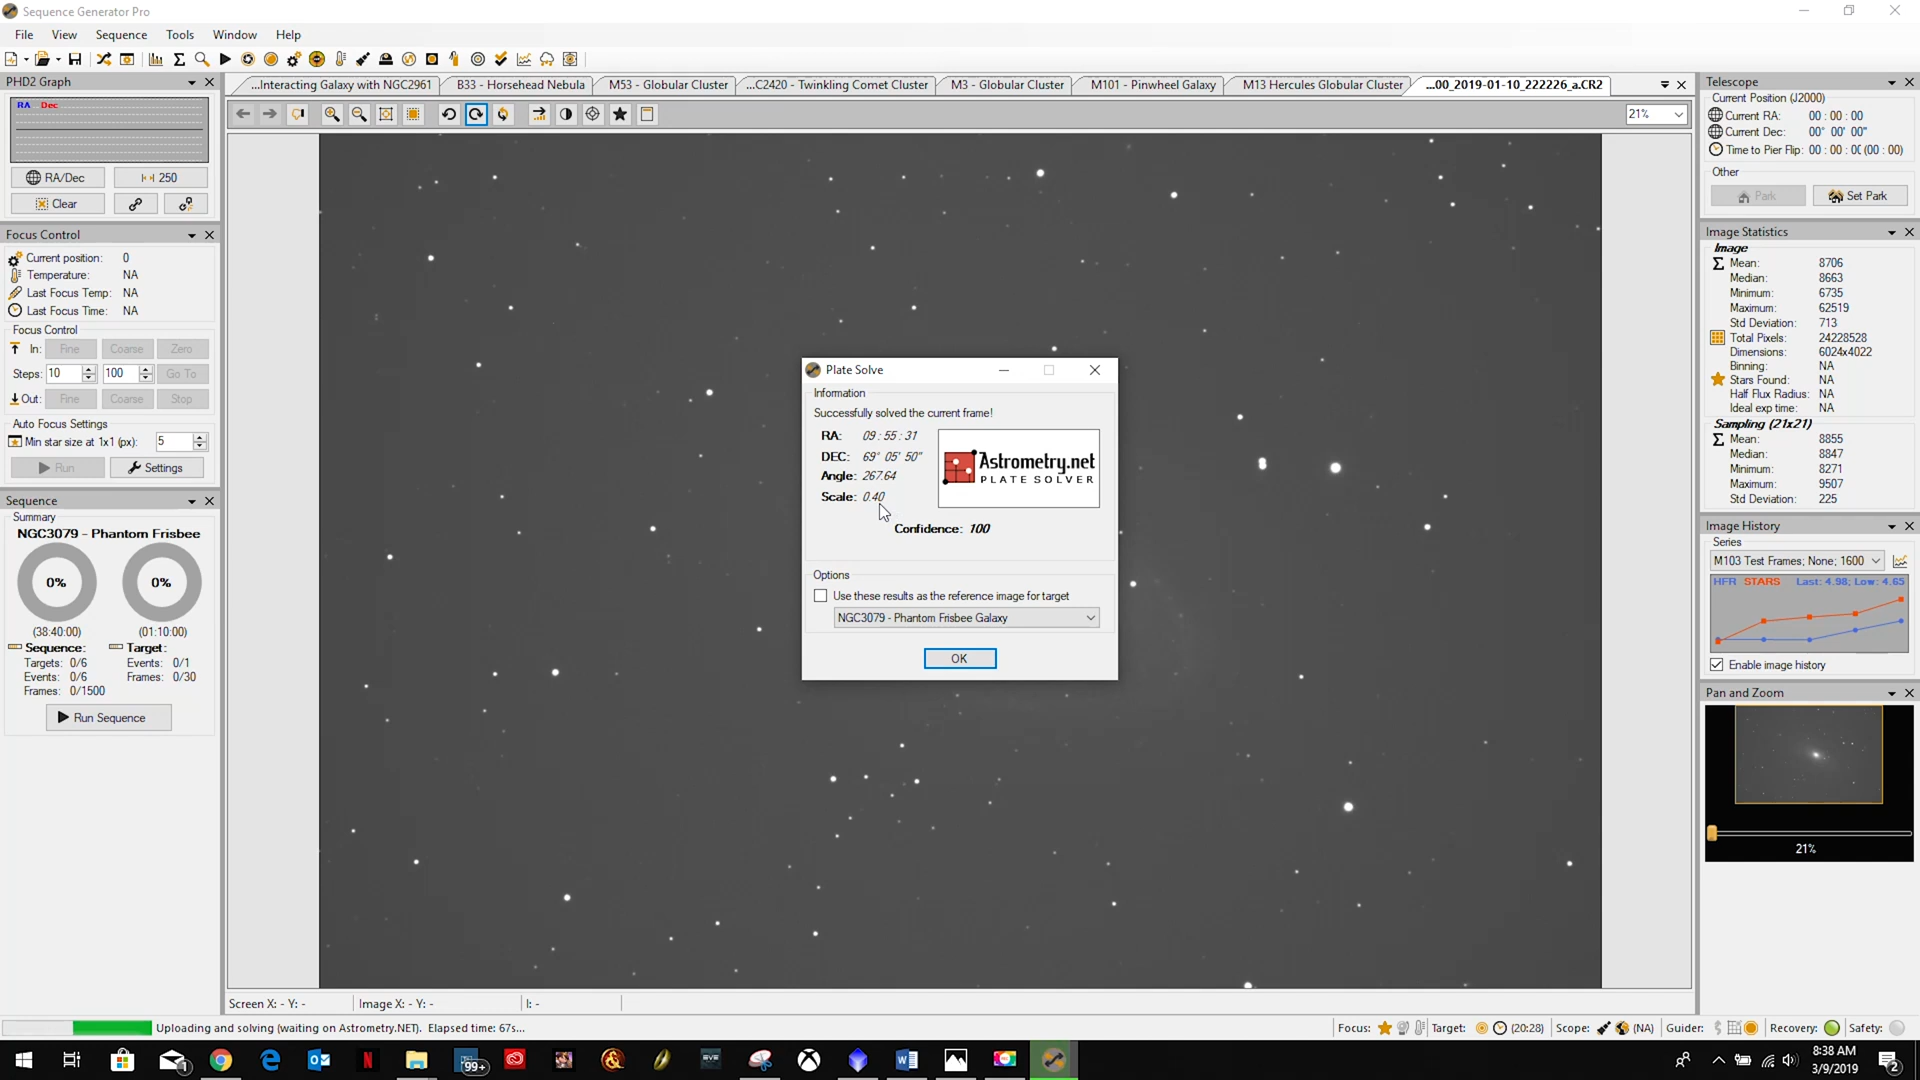 Sequence Generator Pro
File View Sequence Tools Window Help
PHD2 Graph
RA Dec
RA/Dec
250
Clear
Focus Control
Current position: 0
Temperature: NA
Last Focus Temp: NA
Last Focus Time: NA
Focus Control
In: Fine Coarse Zero
Steps: 10 100 Go To
Out: Fine Coarse Stop
Auto Focus Settings
Min star size at 1x1 (px): 5
Run Settings
Sequence
Summary
NGC3079 - Phantom Frisbee
0% 0%
(38:40:00) (01:10:00)
Sequence: Target:
Targets: 0/6 Events: 0/1
Events: 0/6 Frames: 0/30
Frames: 0/1500
Run Sequence
...Interacting Galaxy with NGC2961 B33 - Horsehead Nebula M53 - Globular Cluster ...C2420 - Twinkling Comet Cluster M3 - Globular Cluster M101 - Pinwheel Galaxy M13 Hercules Globular Cluster ...00_2019-01-10_222226_a.CR2
21%
Plate Solve
Information
Successfully solved the current frame!
RA: 09 : 55 : 31
DEC: 69° 05' 50"
Angle: 267.64
Scale: 0.40
Astrometry.net
PLATE SOLVER
Confidence: 100
Options
Use these results as the reference image for target
NGC3079 - Phantom Frisbee Galaxy
OK
Screen X: - Y: - Image X: - Y: - I: -
Telescope
Current Position (J2000)
Current RA: 00 : 00 : 00
Current Dec: 00° 00' 00"
Time to Pier Flip: 00 : 00 : 0( (00 : 00)
Other
Park Set Park
Image Statistics
Image
Mean: 8706
Median: 8663
Minimum: 6735
Maximum: 62519
Std Deviation: 713
Total Pixels: 24228528
Dimensions: 6024x4022
Binning: NA
Stars Found: NA
Half Flux Radius: NA
Ideal exp time: NA
Sampling (21x21)
Mean: 8855
Median: 8847
Minimum: 8271
Maximum: 9507
Std Deviation: 225
Image History
Series
M103 Test Frames; None; 1600
HFR STARS Last: 4.98; Low: 4.65
Enable image history
Pan and Zoom
21%
Uploading and solving (waiting on Astrometry.NET). Elapsed time: 67s...
Focus: Target: (20:28) Scope: (NA) Guider: Recovery: Safety:
1 99+ EVE 8:38 AM
3/9/2019 2